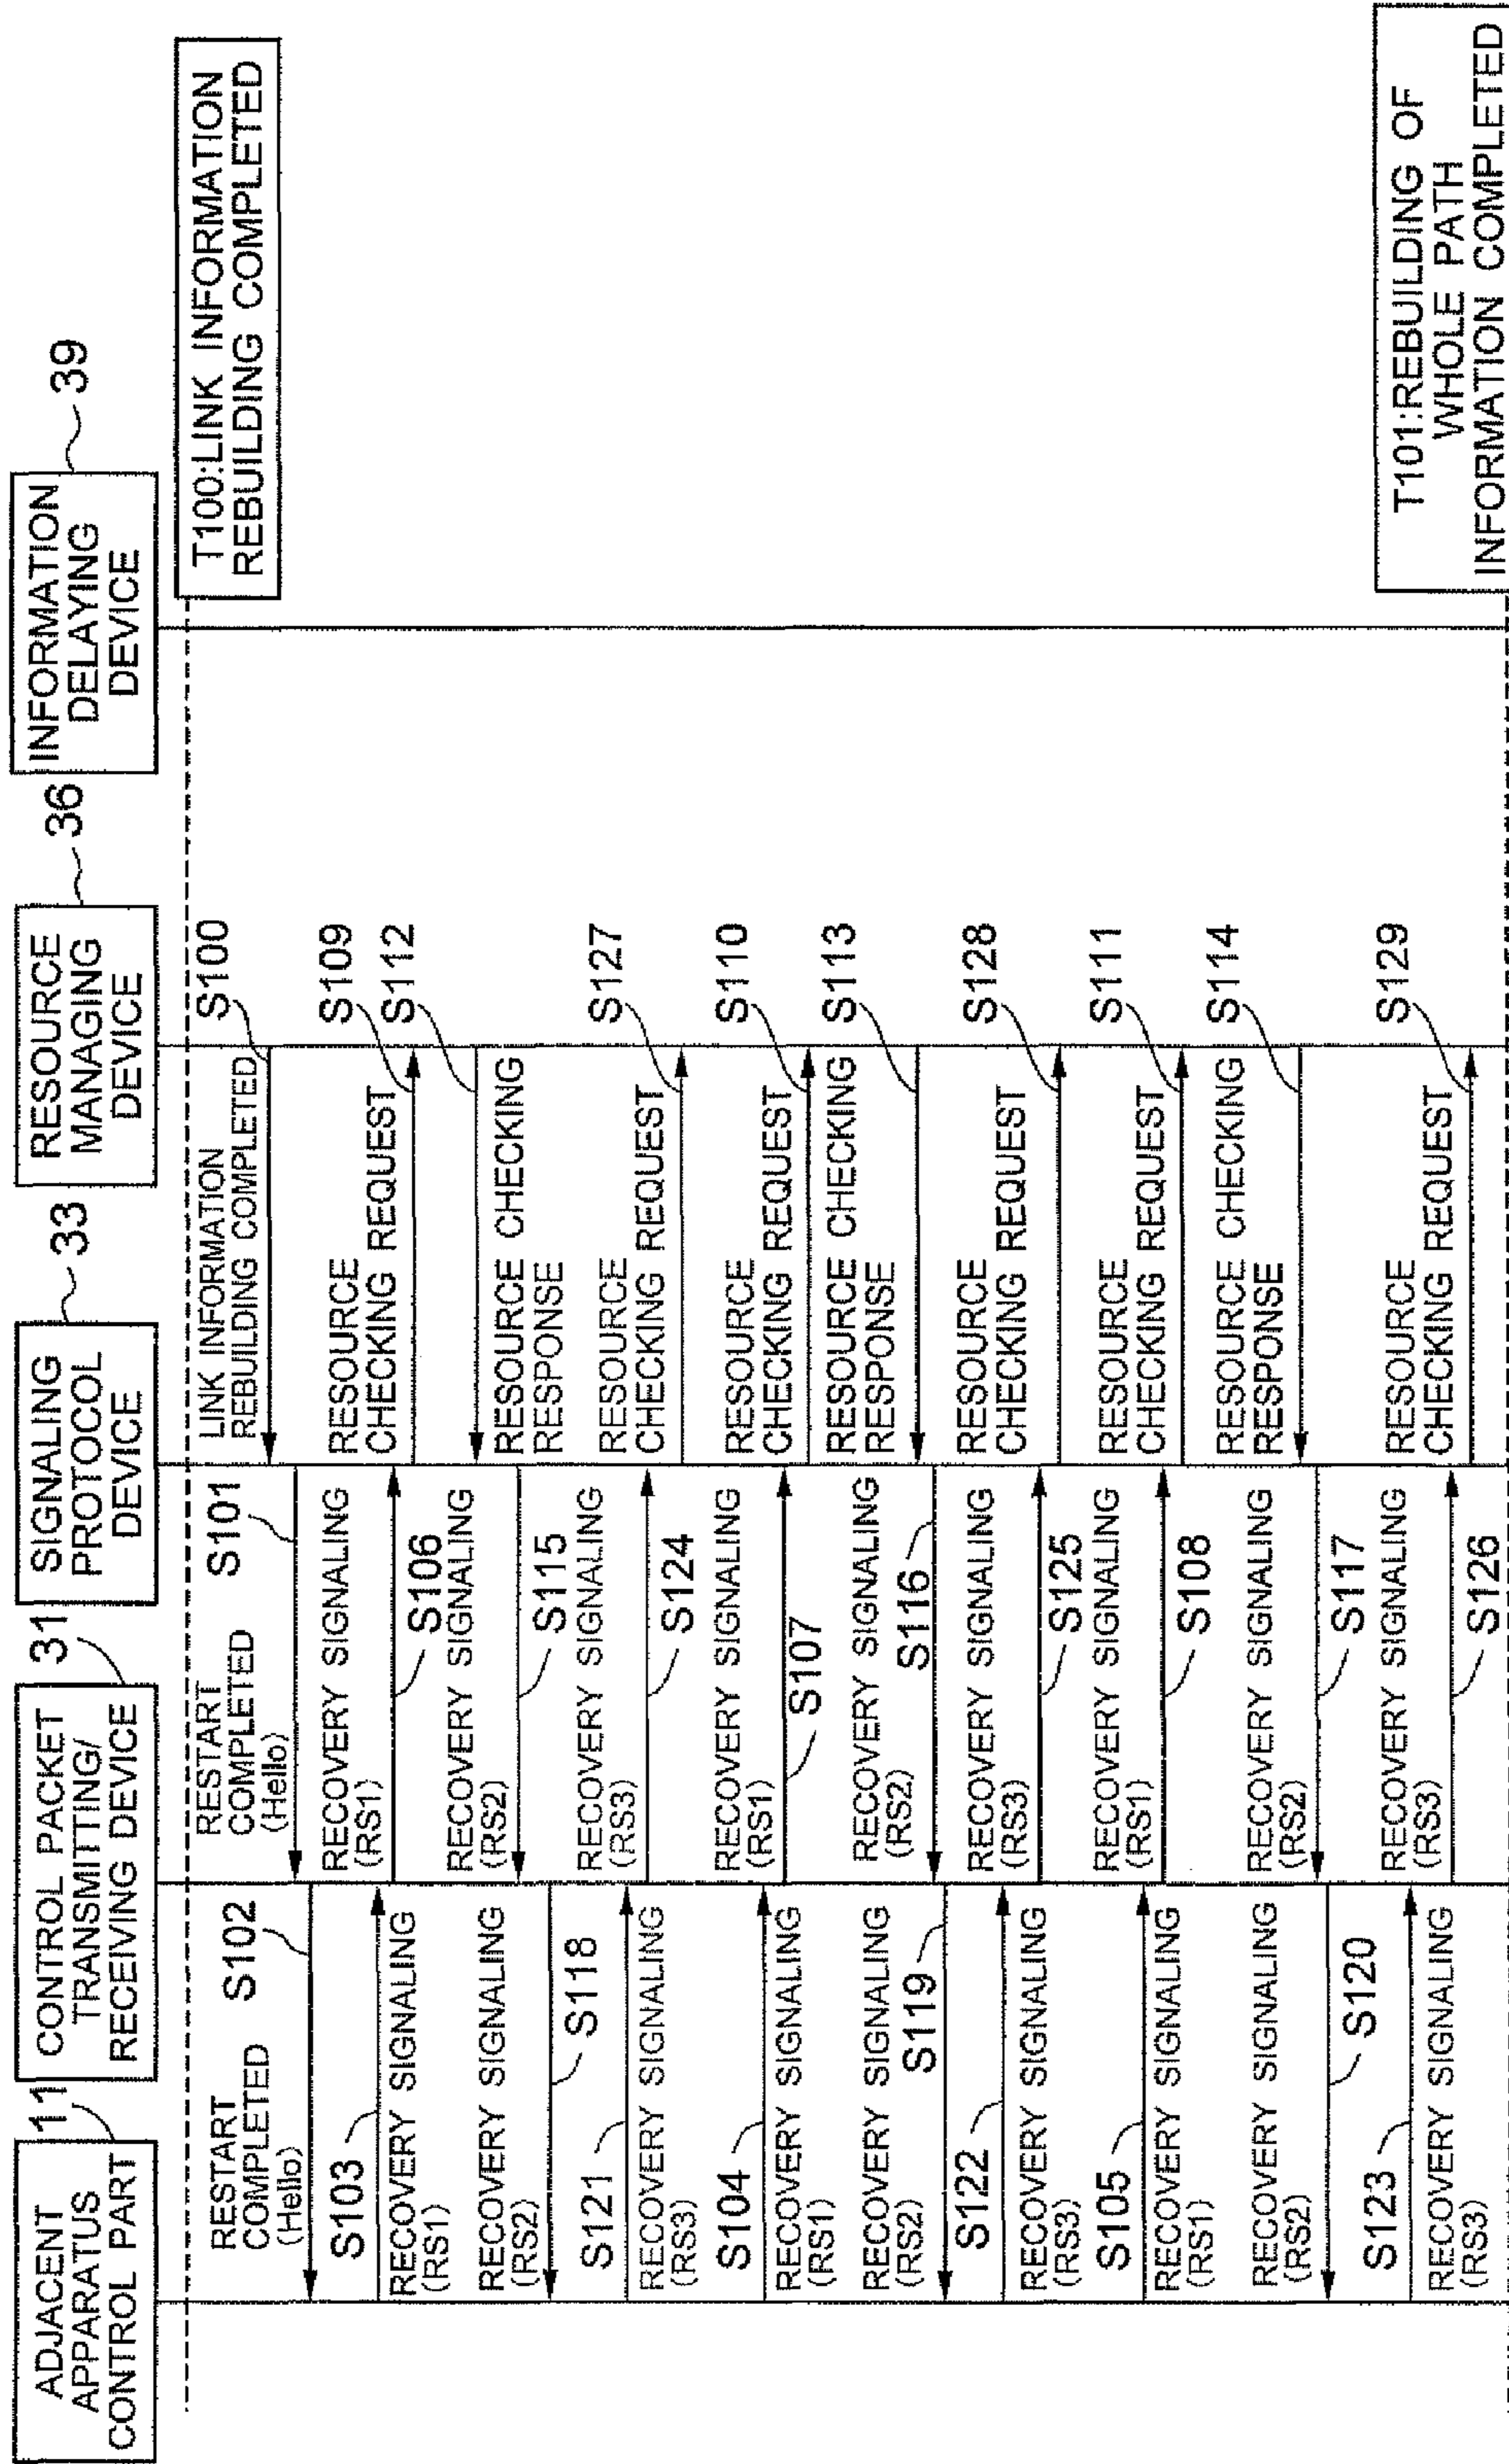 ADJACENT
APPARATUS
CONTROL PART
11
CONTROL PACKET
TRANSMITTING/
RECEIVING DEVICE
31
SIGNALING
PROTOCOL
DEVICE
33
RESOURCE
MANAGING
DEVICE
36
INFORMATION
DELAYING
DEVICE
39
T100:LINK INFORMATION
REBUILDING COMPLETED
LINK INFORMATION
REBUILDING COMPLETED
S100
RESTART
COMPLETED
(Hello)
S101
RESTART
COMPLETED
(Hello)
S102
S103
RECOVERY SIGNALING
(RS1)
RECOVERY SIGNALING
(RS1)
S106
RESOURCE
CHECKING REQUEST
S109
S112
RESOURCE CHECKING
RESPONSE
RECOVERY SIGNALING
(RS2)
S115
RECOVERY SIGNALING
(RS2)
S118
S121
RECOVERY SIGNALING
(RS3)
RECOVERY SIGNALING
(RS3)
S124
RESOURCE
CHECKING REQUEST
S127
S104
RECOVERY SIGNALING
(RS1)
RECOVERY SIGNALING
(RS1)
S107
RESOURCE
CHECKING REQUEST
S110
RESOURCE CHECKING
RESPONSE
S113
RECOVERY SIGNALING
(RS2)
S116
RECOVERY SIGNALING
(RS2)
S119
S122
RECOVERY SIGNALING
(RS3)
RECOVERY SIGNALING
(RS3)
S125
RESOURCE
CHECKING REQUEST
S128
S105
RECOVERY SIGNALING
(RS1)
RECOVERY SIGNALING
(RS1)
S108
RESOURCE
CHECKING REQUEST
S111
RESOURCE CHECKING
RESPONSE
S114
RECOVERY SIGNALING
(RS2)
S117
RECOVERY SIGNALING
(RS2)
S120
S123
RECOVERY SIGNALING
(RS3)
RECOVERY SIGNALING
(RS3)
S126
RESOURCE
CHECKING REQUEST
S129
T101:REBUILDING OF
WHOLE PATH
INFORMATION COMPLETED